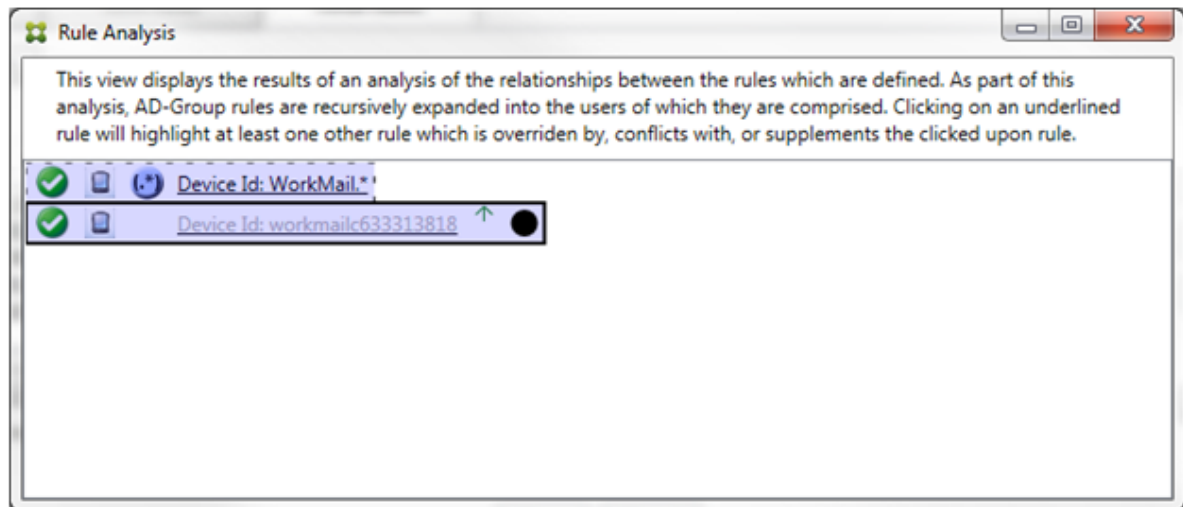 Rule Analysis
This view displays the results of an analysis of the relationships between the rules which are defined. As part of this
analysis, AD-Group rules are recursively expanded into the users of which they are comprised. Clicking on an underlined
rule will highlight at least one other rule which is overriden by, conflicts with, or supplements the clicked upon rule.
(.*) Device Id: WorkMail.*
Device Id: workmailc633313818